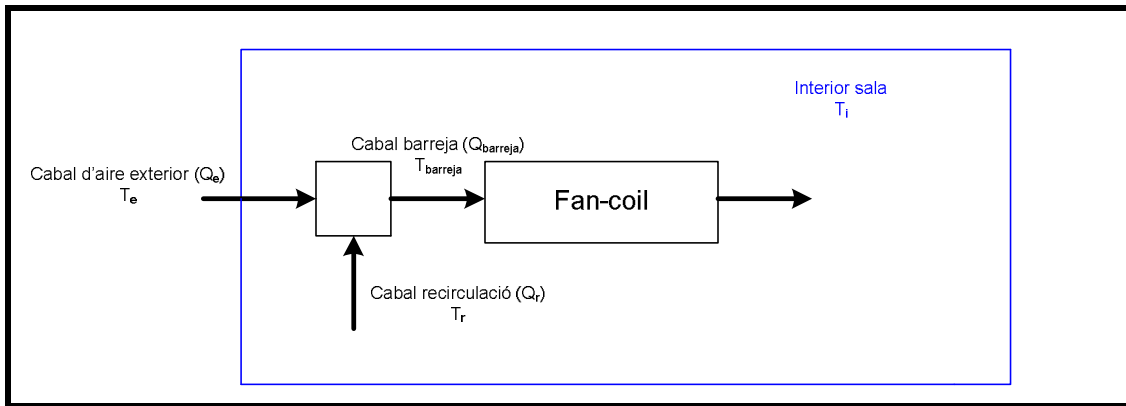 Interior sala
Ti
Cabal barreja (Qbarreja)
Tbarreja
Cabal d'aire exterior (Qe)
Te
Fan-coil
Cabal recirculació (Qr)
Tr